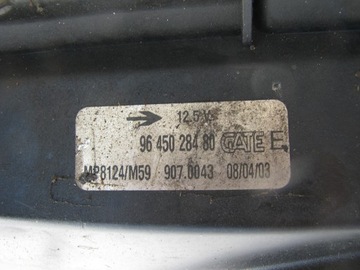 → 12.5 V
96 450 284 80 GATE E
MP8124/M59 907.0043 08/04/03